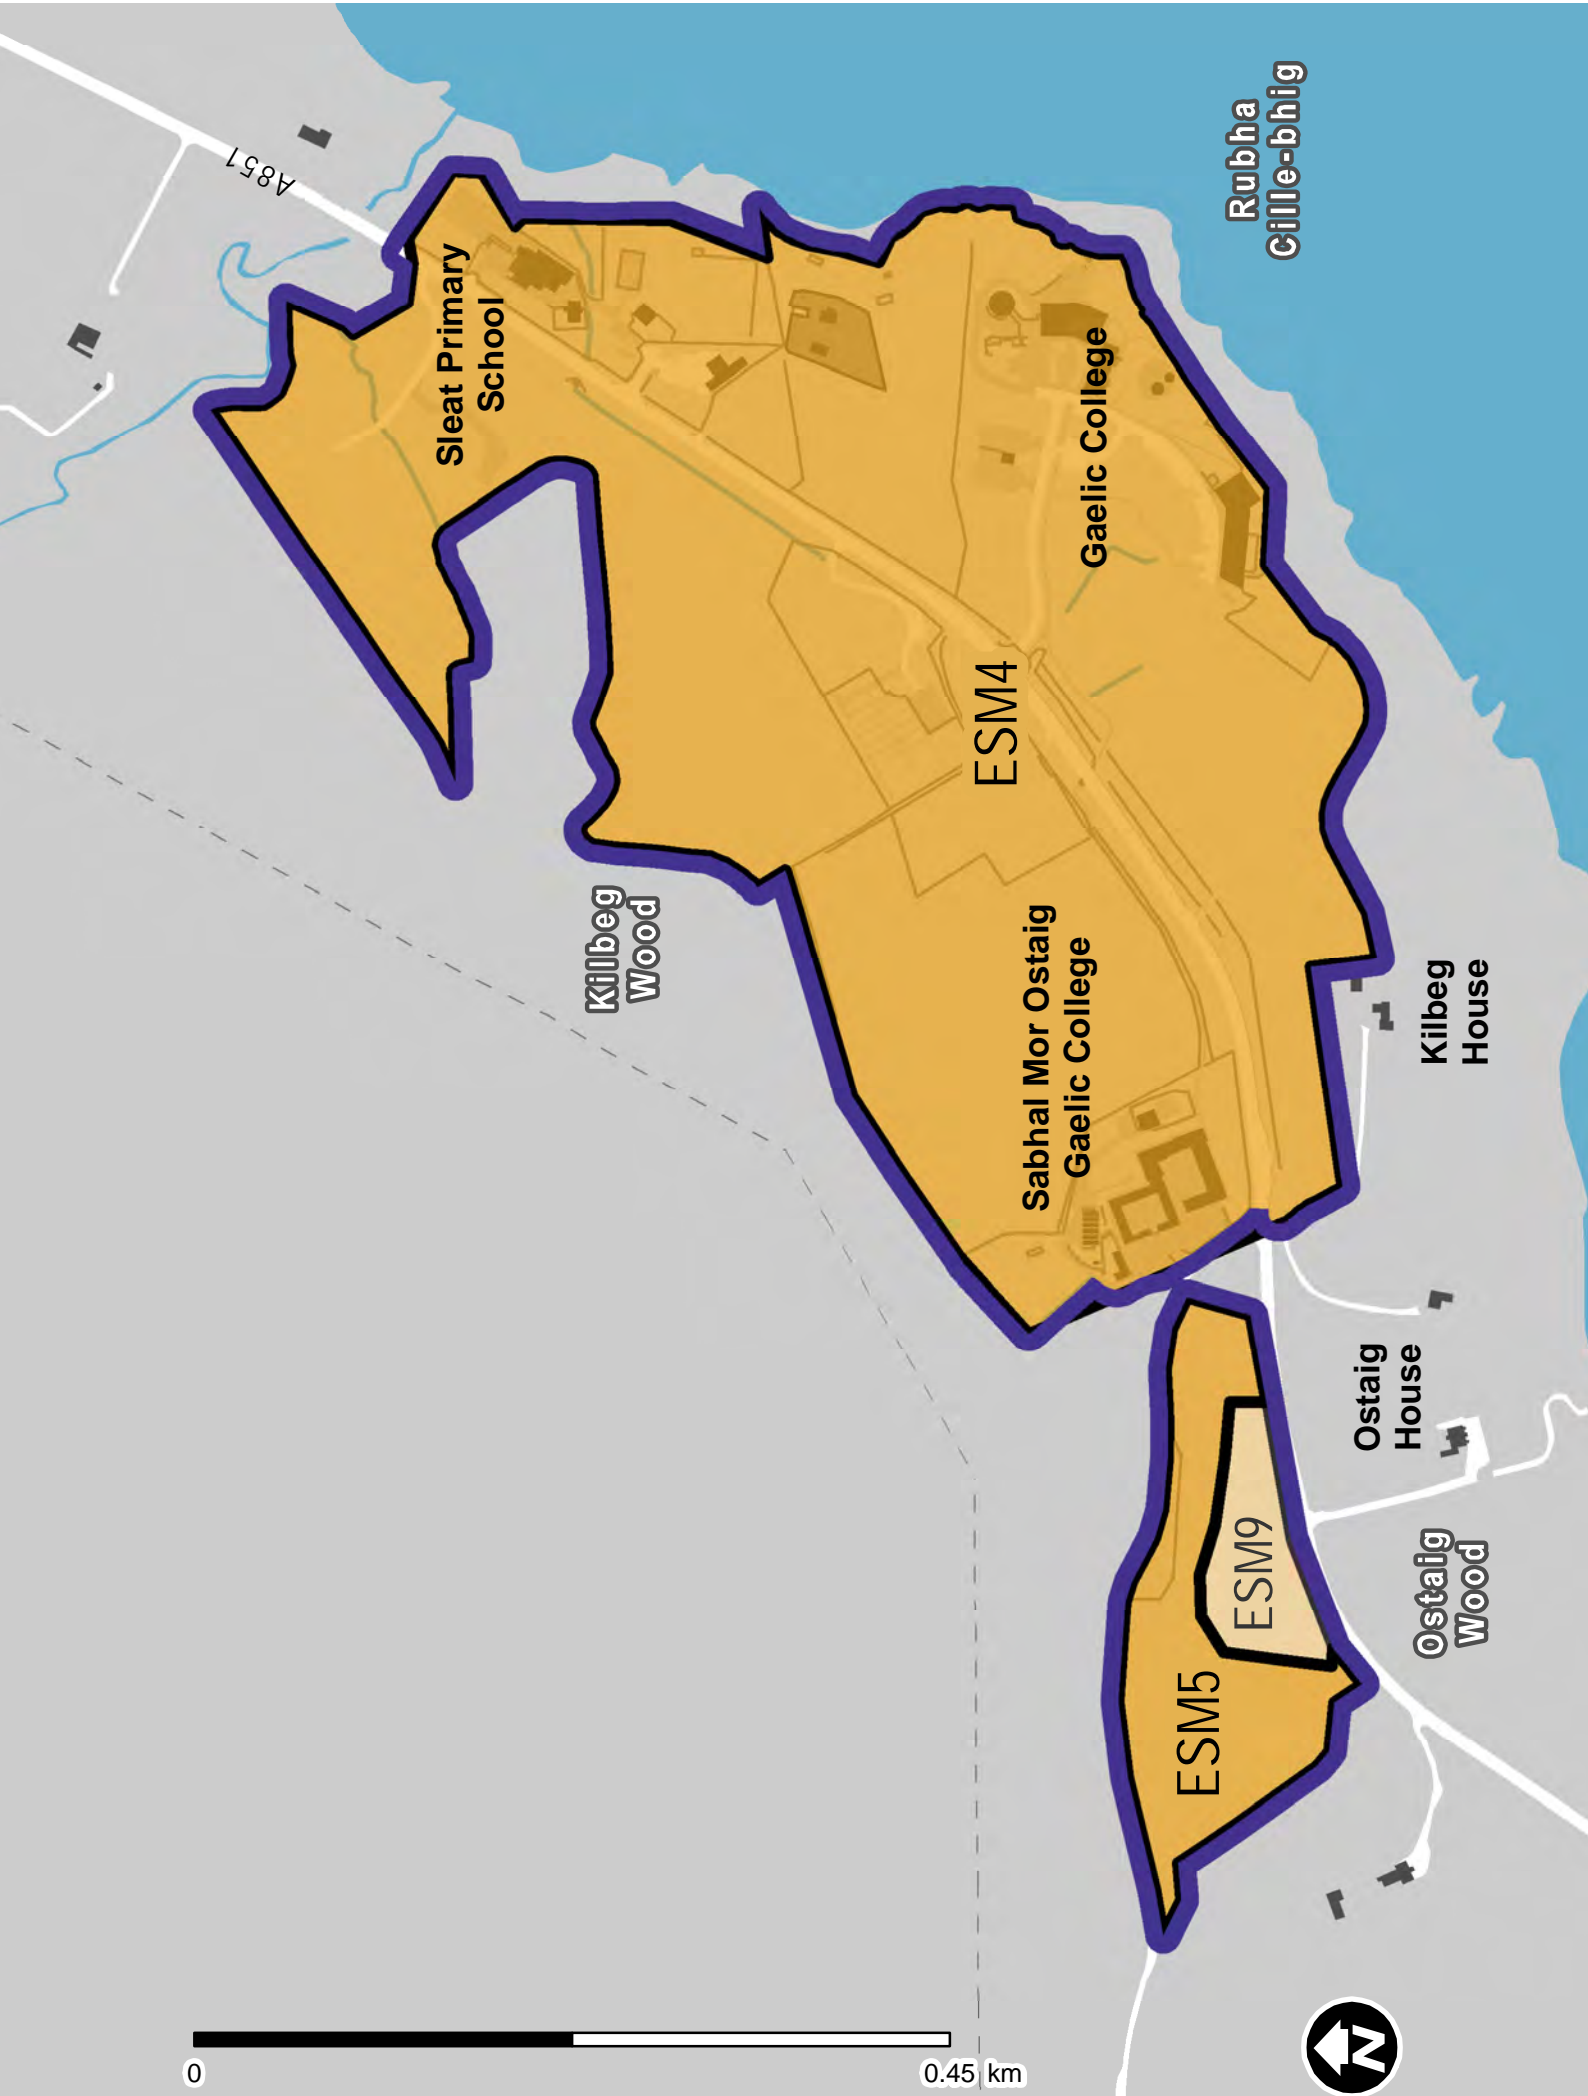 A851
Rubha
Cille-bhig
Sleat Primary
School
Gaelic College
ESM4
Kilbeg
Wood
Sabhal Mor Ostaig
Gaelic College
Kilbeg
House
Ostaig
House
ESM9
Ostaig
Wood
ESM5
0
0.45 km
N